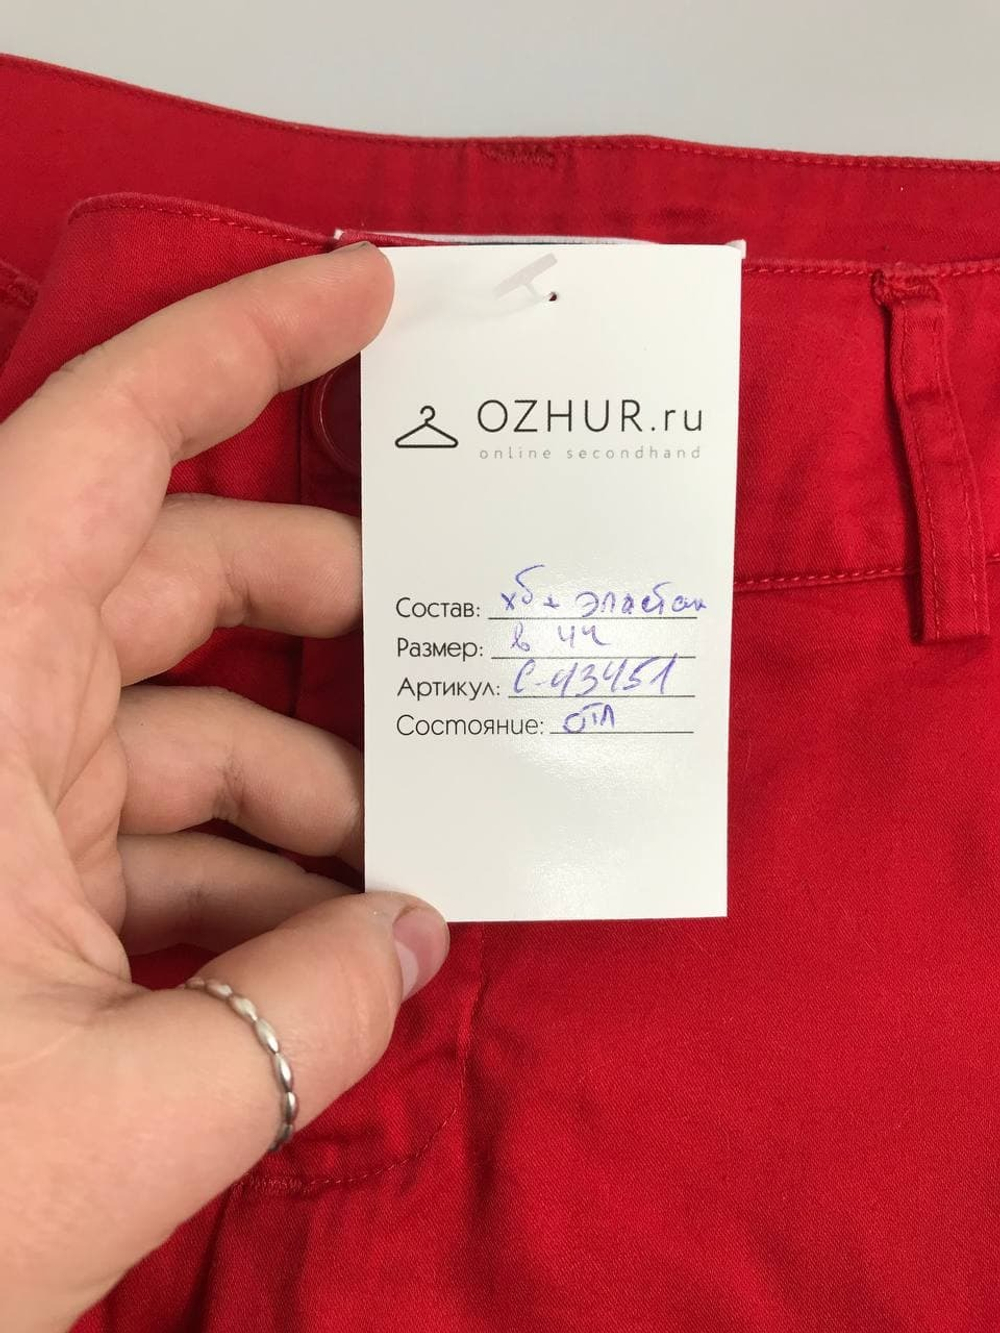 OZHUR.ru
online secondhand
Состав: хб + эластан
Размер: в 44
Артикул: С-43451
Состояние: отл